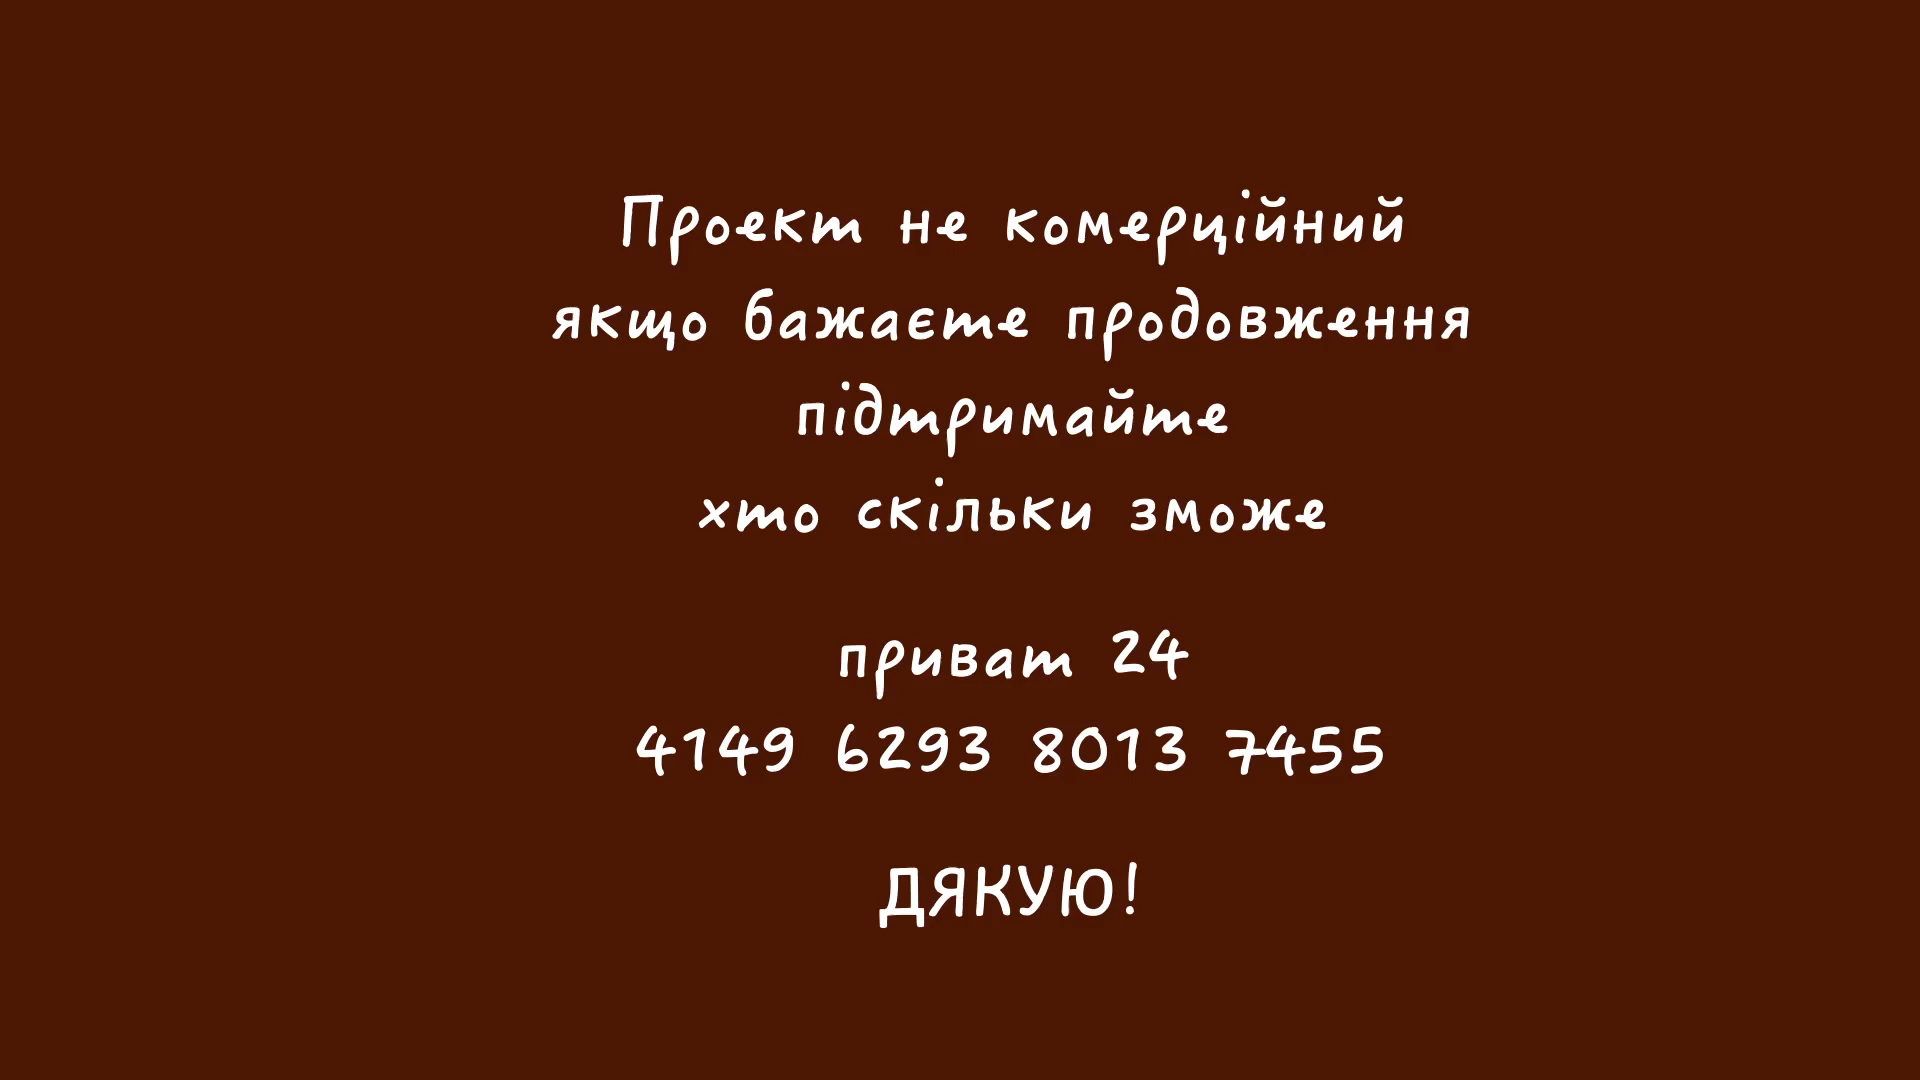 Проект не комерційний
якщо бажаєте продовження
підтримайте
хто скільки зможе
приват 24
4149 6293 8013 7455
ДЯКУЮ!